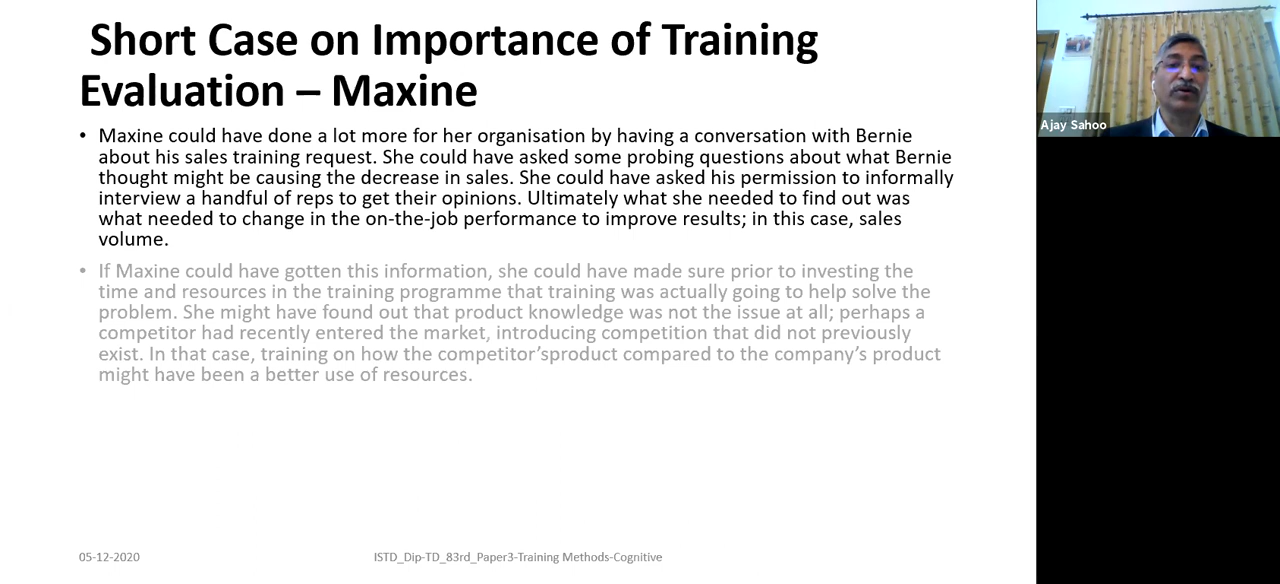 Short Case on Importance of Training
Evaluation – Maxine
• Maxine could have done a lot more for her organisation by having a conversation with Bernie
about his sales training request. She could have asked some probing questions about what Bernie
thought might be causing the decrease in sales. She could have asked his permission to informally
interview a handful of reps to get their opinions. Ultimately what she needed to find out was
what needed to change in the on-the-job performance to improve results; in this case, sales
volume.
• If Maxine could have gotten this information, she could have made sure prior to investing the
time and resources in the training programme that training was actually going to help solve the
problem. She might have found out that product knowledge was not the issue at all; perhaps a
competitor had recently entered the market, introducing competition that did not previously
exist. In that case, training on how the competitor’sproduct compared to the company’s product
might have been a better use of resources.
05-12-2020
ISTD_Dip-TD_83rd_Paper3-Training Methods-Cognitive
Ajay Sahoo